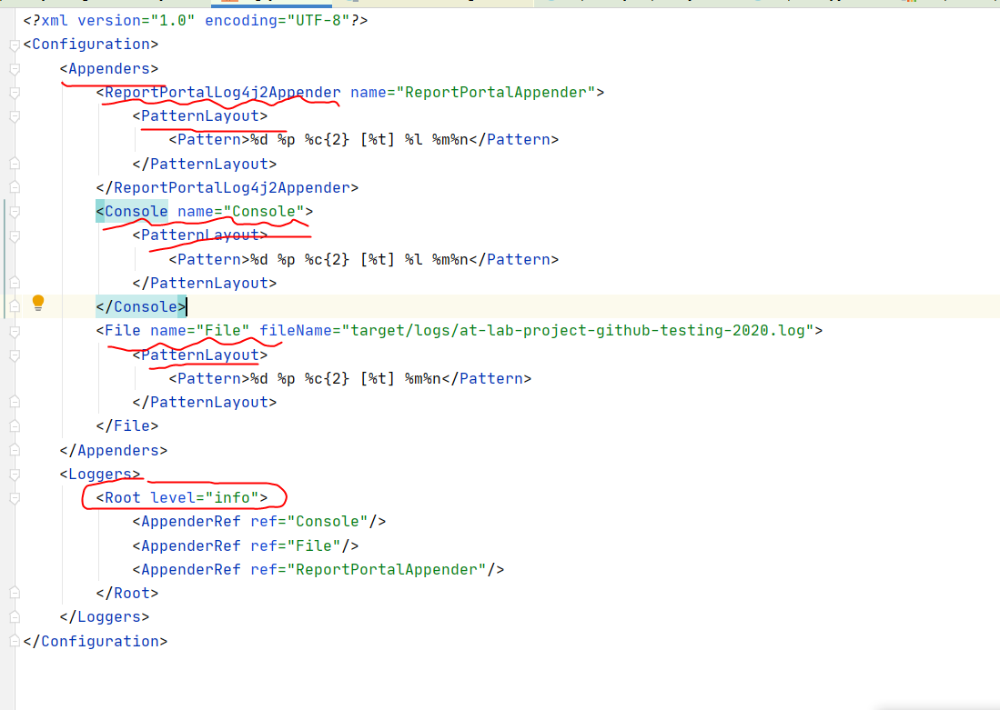 <?xml version="1.0" encoding="UTF-8"?>
<Configuration>
    <Appenders>
        <ReportPortalLog4j2Appender name="ReportPortalAppender">
            <PatternLayout>
                <Pattern>%d %p %c{2} [%t] %l %m%n</Pattern>
            </PatternLayout>
        </ReportPortalLog4j2Appender>
        <Console name="Console">
            <PatternLayout>
                <Pattern>%d %p %c{2} [%t] %l %m%n</Pattern>
            </PatternLayout>
        </Console>
        <File name="File" fileName="target/logs/at-lab-project-github-testing-2020.log">
            <PatternLayout>
                <Pattern>%d %p %c{2} [%t] %m%n</Pattern>
            </PatternLayout>
        </File>
    </Appenders>
    <Loggers>
        <Root level="info">
            <AppenderRef ref="Console"/>
            <AppenderRef ref="File"/>
            <AppenderRef ref="ReportPortalAppender"/>
        </Root>
    </Loggers>
</Configuration>